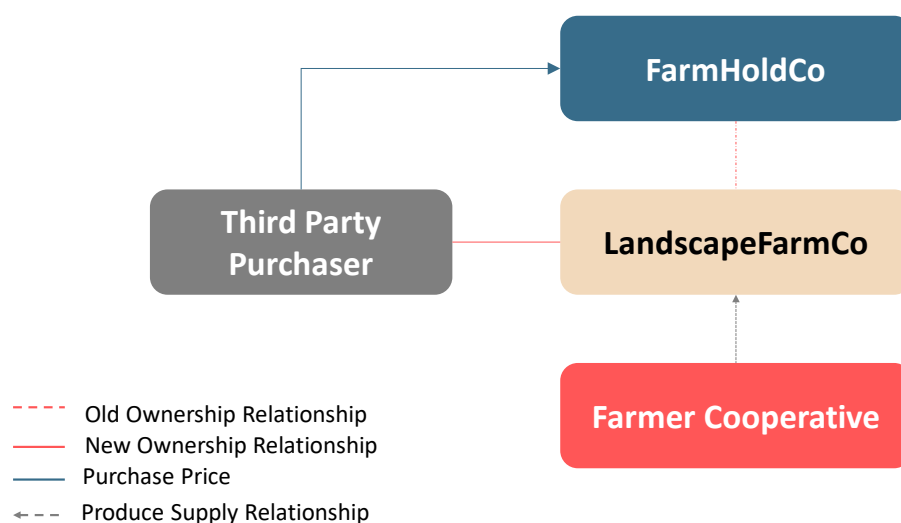 FarmHoldCo
Third Party
Purchaser
LandscapeFarmCo
Farmer Cooperative
Old Ownership Relationship
New Ownership Relationship
Purchase Price
Produce Supply Relationship